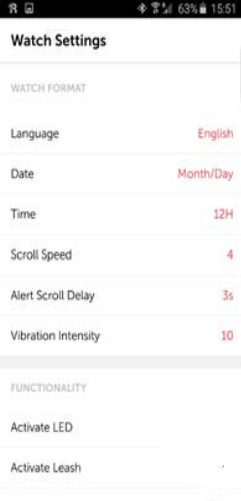 63% 15:51
Watch Settings
WATCH FORMAT
Language English
Date Month/Day
Time 12H
Scroll Speed 4
Alert Scroll Delay 3s
Vibration Intensity 10
FUNCTIONALITY
Activate LED
Activate Leash